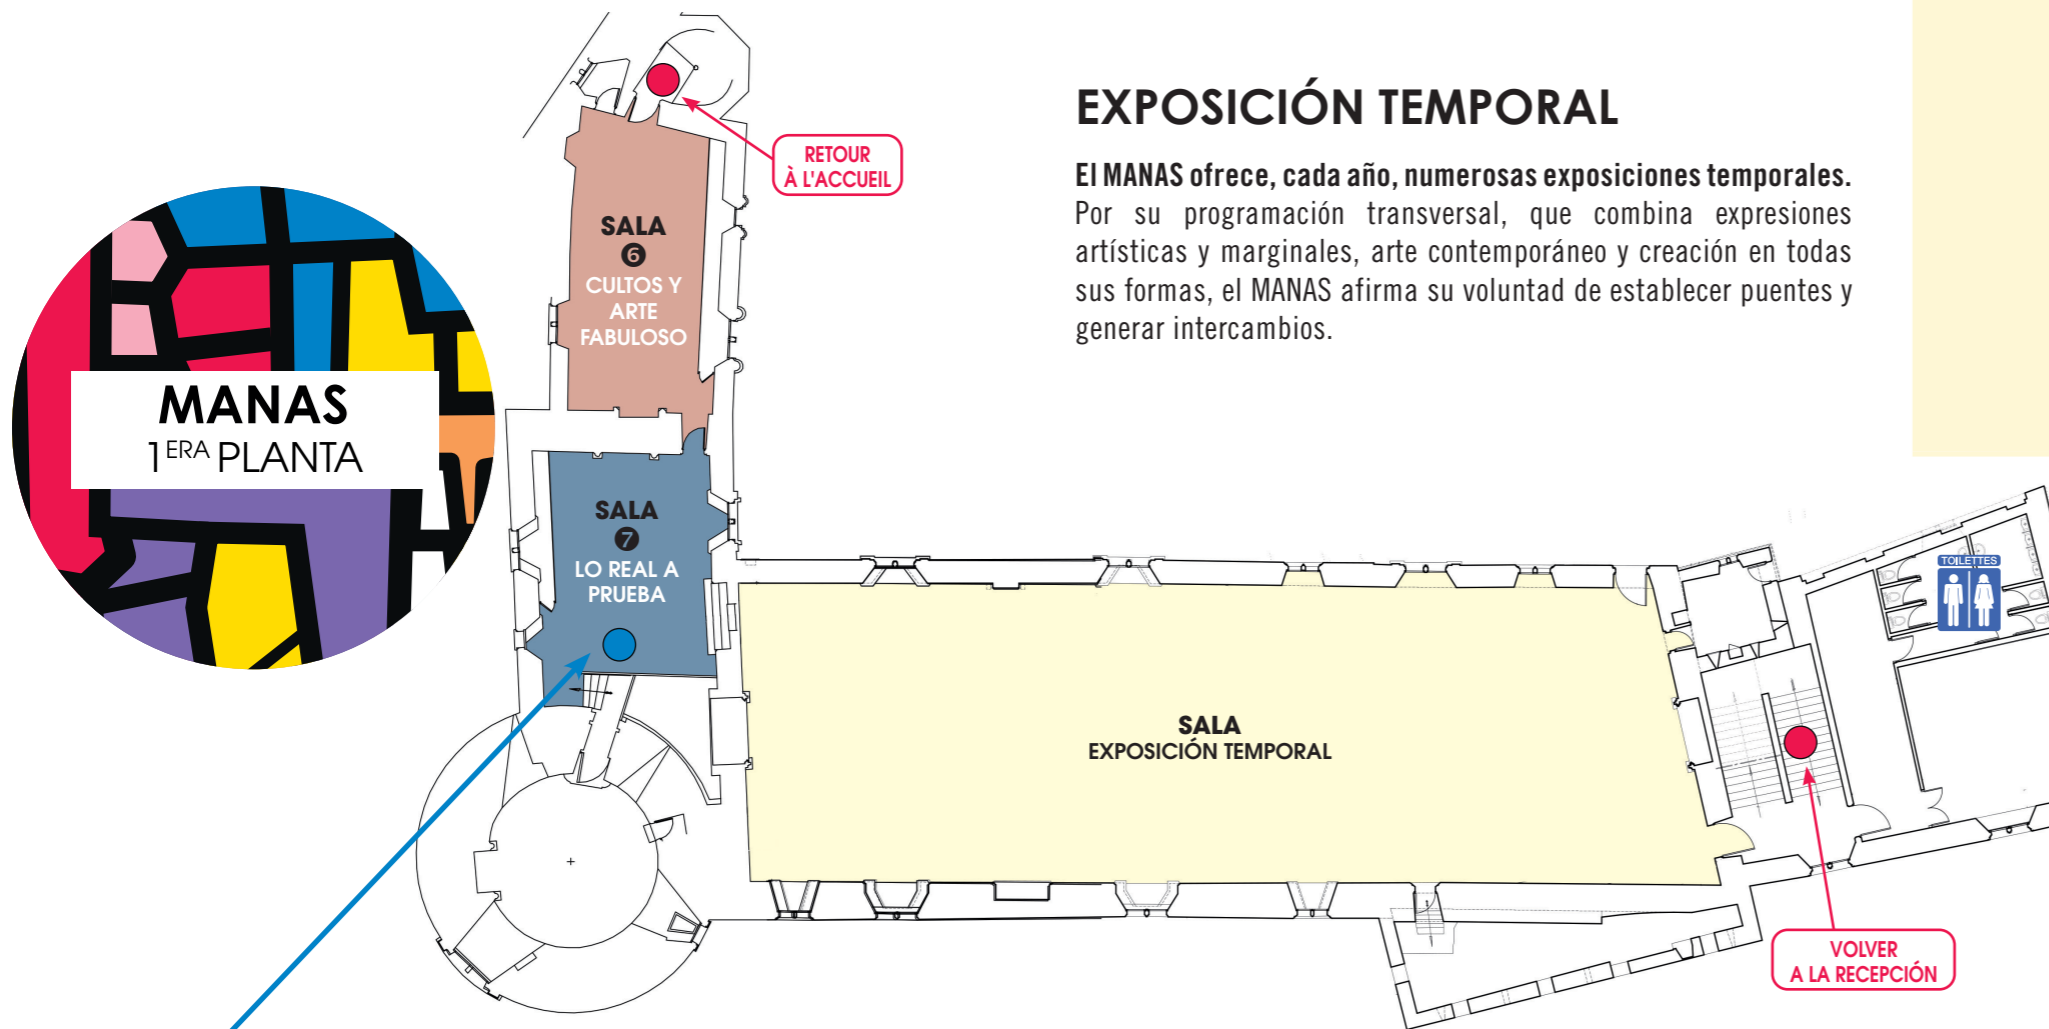 RETOUR
À L'ACCUEIL
EXPOSICIÓN TEMPORAL
El MANAS ofrece, cada año, numerosas exposiciones temporales.
Por su programación transversal, que combina expresiones
artísticas y marginales, arte contemporáneo y creación en todas
sus formas, el MANAS afirma su voluntad de establecer puentes y
generar intercambios.
SALA
6
CULTOS Y
ARTE
FABULOSO
MANAS
1ERA PLANTA
SALA
7
LO REAL A
PRUEBA
TOILETTES
SALA
EXPOSICIÓN TEMPORAL
VOLVER
A LA RECEPCIÓN